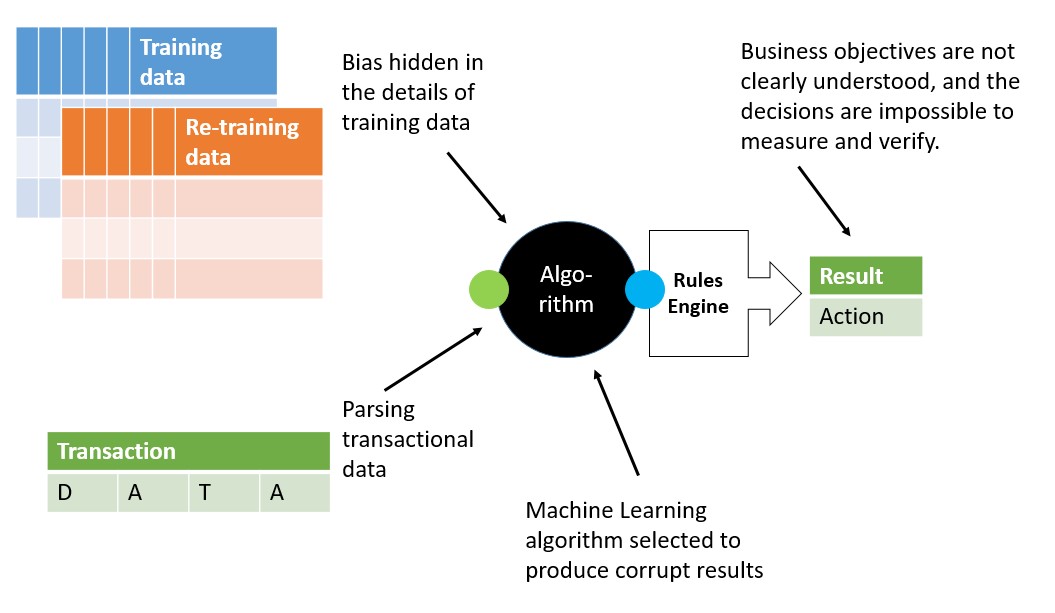 Training
data
Re-training
data
Bias hidden in
the details of
training data
Business objectives are not
clearly understood, and the
decisions are impossible to
measure and verify.
Algo-
rithm
Rules
Engine
Result
Action
Parsing
transactional
data
Transaction
D A T A
Machine Learning
algorithm selected to
produce corrupt results